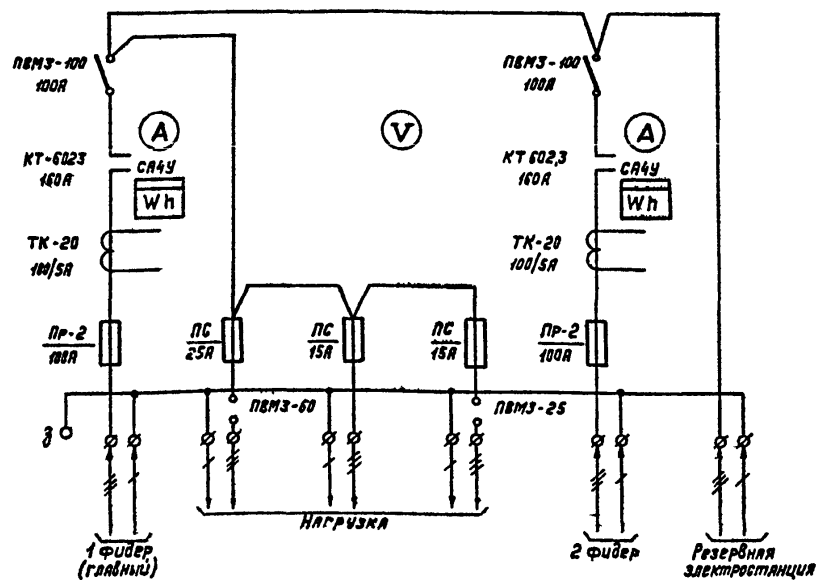 ПВМЗ-100
100А
ПВМЗ-100
100А
А
V
А
КТ-6023
160А
СА4У
Wh
КТ 602,3
160А
СА4У
Wh
ТК-20
100/5А
ТК-20
100/5А
Пр-2
100А
ПС
25А
ПС
15А
ПС
15А
Пр-2
100А
ПВМЗ-60
ПВМЗ-25
д
1 фидер
(главный)
Нагрузка
2 фидер
Резервная
электростанция